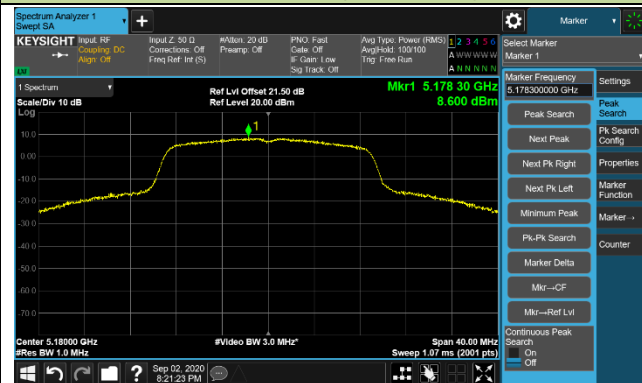 Spectrum Analyzer 1
Swept SA
+
Marker
KEYSIGHT
Input: RF
Coupling: DC
Align: Off
Input Z: 50 Ω
Corrections: Off
Freq Ref: Int (S)
#Atten: 20 dB
Preamp: Off
PNO: Fast
Gate: Off
IF Gain: Low
Sig Track: Off
Avg Type: Power (RMS)
Avg|Hold: 100/100
Trig: Free Run
1 2 3 4 5 6
A W W W W W
A N N N N N
Select Marker
Marker 1
1 Spectrum
Scale/Div 10 dB
Log
Ref Lvl Offset 21.50 dB
Ref Level 20.00 dBm
Mkr1 5.178 30 GHz
8.600 dBm
1
10.0
0.00
-10.0
-20.0
-30.0
-40.0
-50.0
-60.0
-70.0
Center 5.18000 GHz
#Res BW 1.0 MHz
#Video BW 3.0 MHz*
Span 40.00 MHz
Sweep 1.07 ms (2001 pts)
Marker Frequency
5.178300000 GHz
Peak Search
Next Peak
Next Pk Right
Next Pk Left
Minimum Peak
Pk-Pk Search
Marker Delta
Mkr→CF
Mkr→Ref Lvl
Continuous Peak
Search
On
Off
Settings
Peak
Search
Pk Search
Config
Properties
Marker
Function
Marker→
Counter
?
Sep 02, 2020
8:21:23 PM